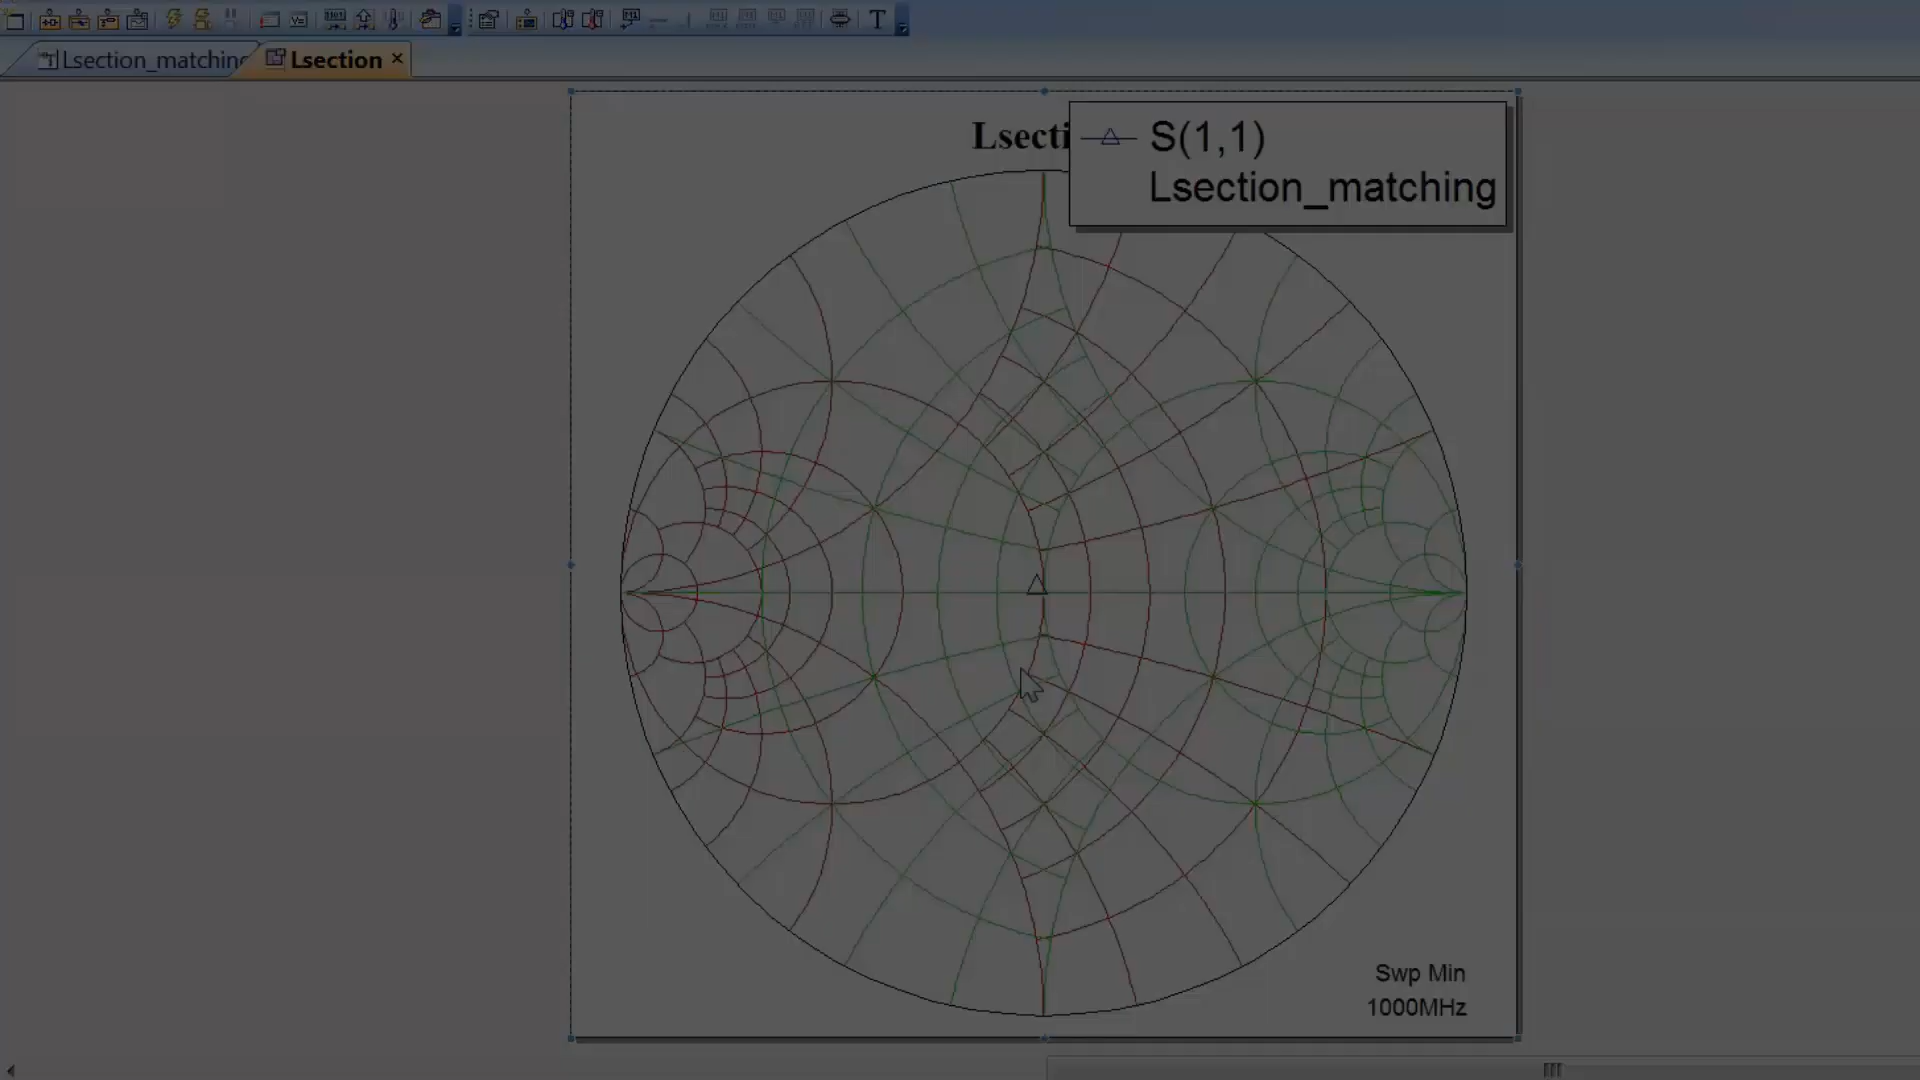 Lsection_matching
Lsection
Lsecti
S(1,1)
Lsection_matching
Swp Min
1000MHz